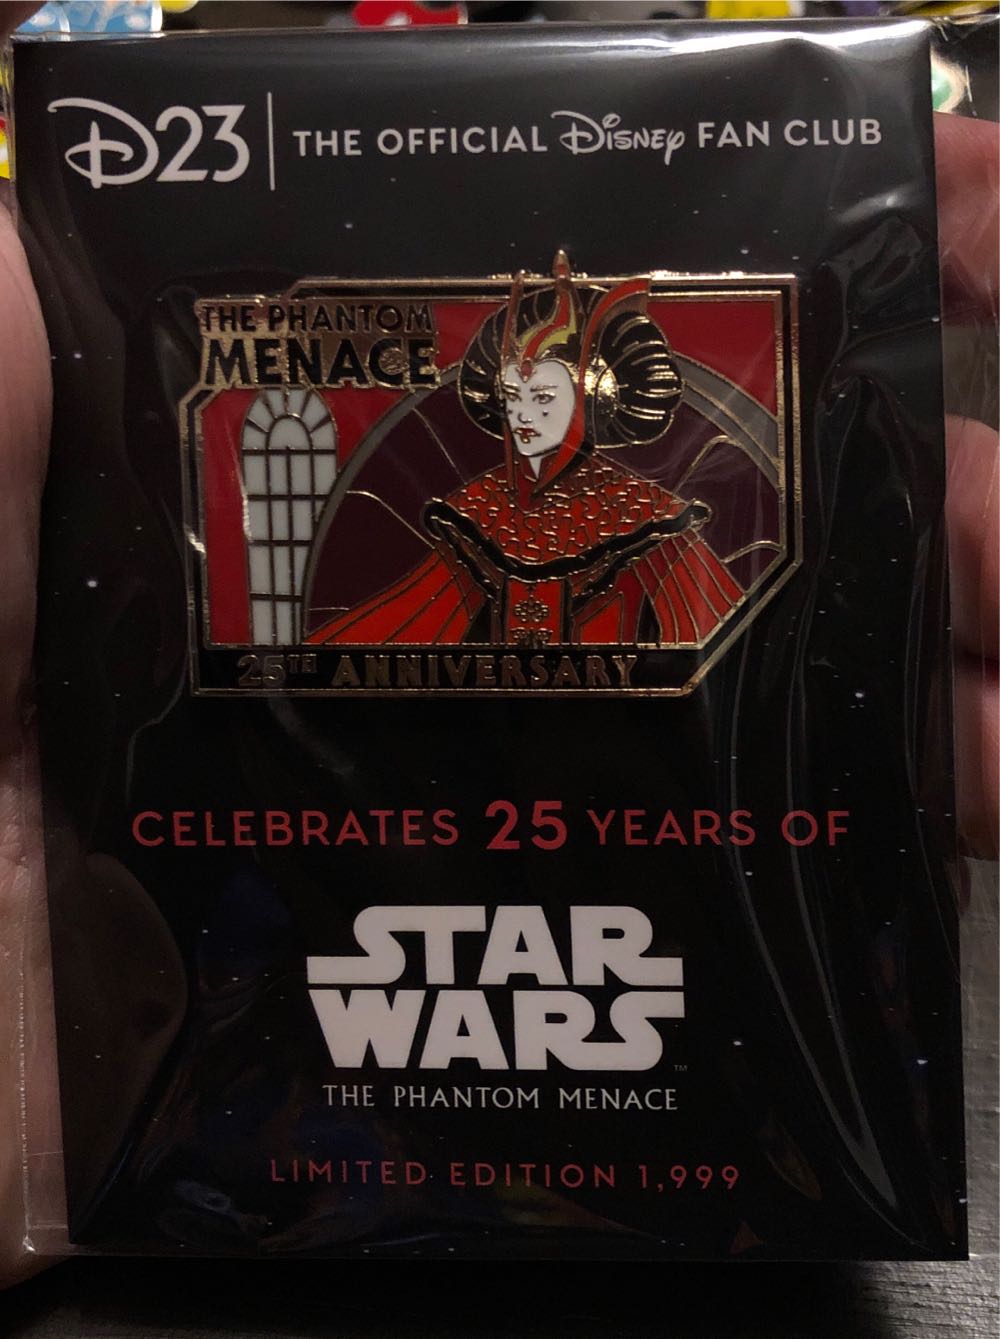 D23 | THE OFFICIAL Disney FAN CLUB
THE PHANTOM
MENACE
25TH ANNIVERSARY
CELEBRATES 25 YEARS OF
STAR
WARS™
THE PHANTOM MENACE
LIMITED EDITION 1,999